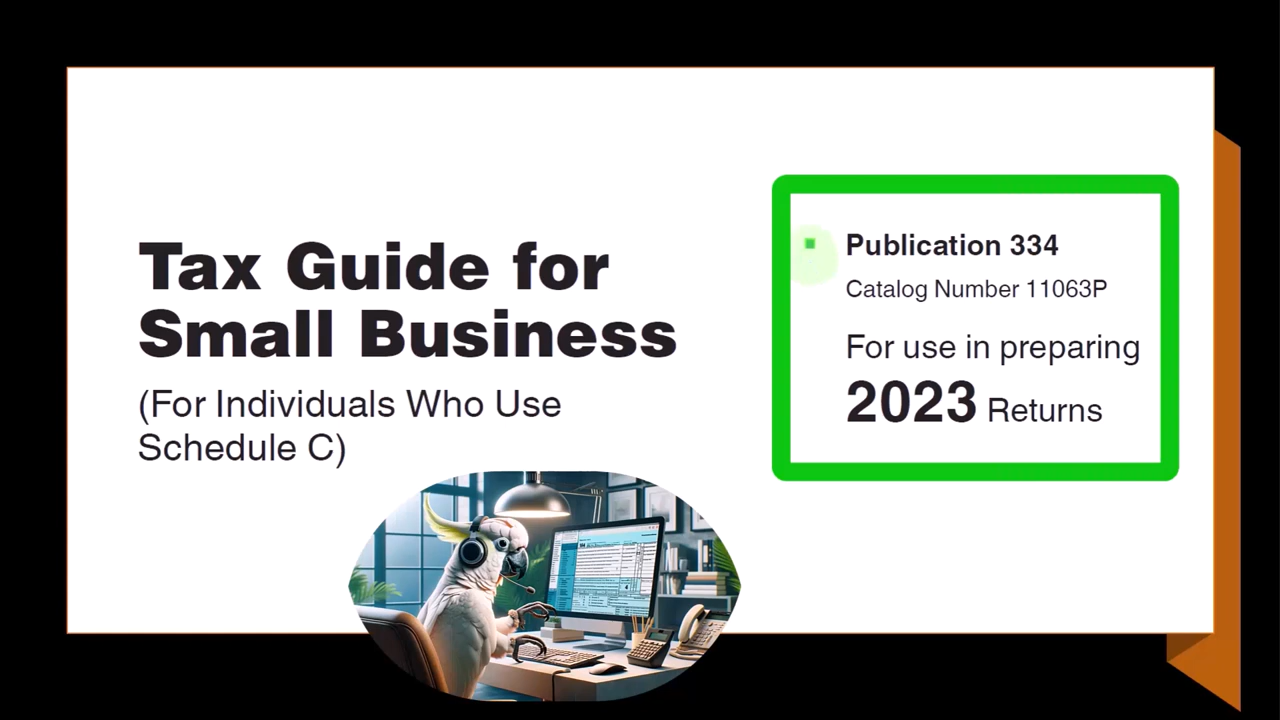 Tax Guide for
Small Business
(For Individuals Who Use
Schedule C)
Publication 334
Catalog Number 11063P
For use in preparing
2023 Returns